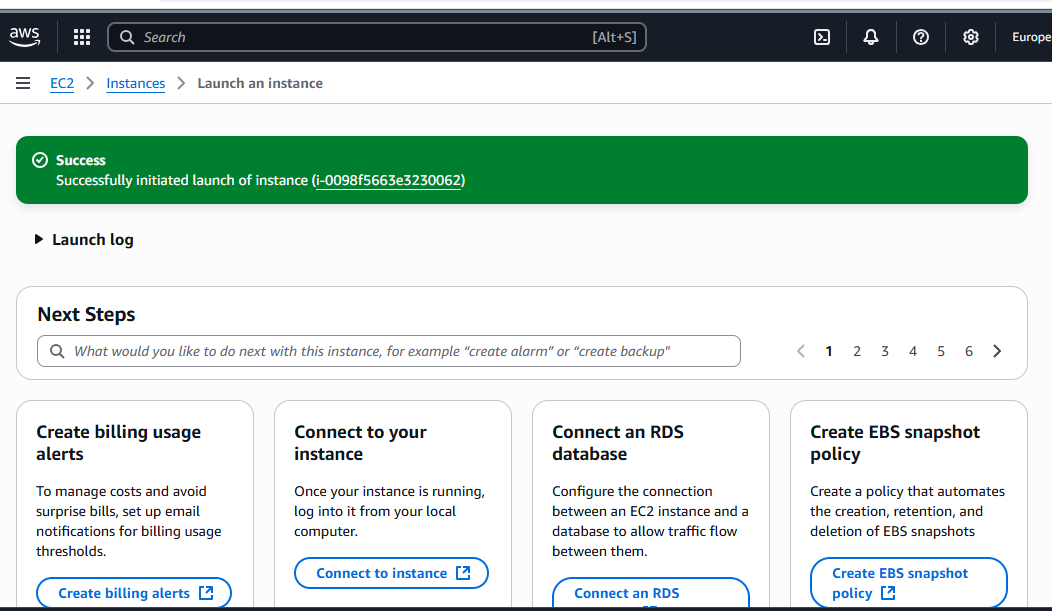 aws
Search [Alt+S]
Europe
EC2 > Instances > Launch an instance
Success
Successfully initiated launch of instance (i-0098f5663e3230062)
Launch log
Next Steps
What would you like to do next with this instance, for example “create alarm” or “create backup”
1 2 3 4 5 6
Create billing usage
alerts
To manage costs and avoid
surprise bills, set up email
notifications for billing usage
thresholds.
Create billing alerts
Connect to your
instance
Once your instance is running,
log into it from your local
computer.
Connect to instance
Connect an RDS
database
Configure the connection
between an EC2 instance and a
database to allow traffic flow
between them.
Connect an RDS
Create EBS snapshot
policy
Create a policy that automates
the creation, retention, and
deletion of EBS snapshots
Create EBS snapshot
policy